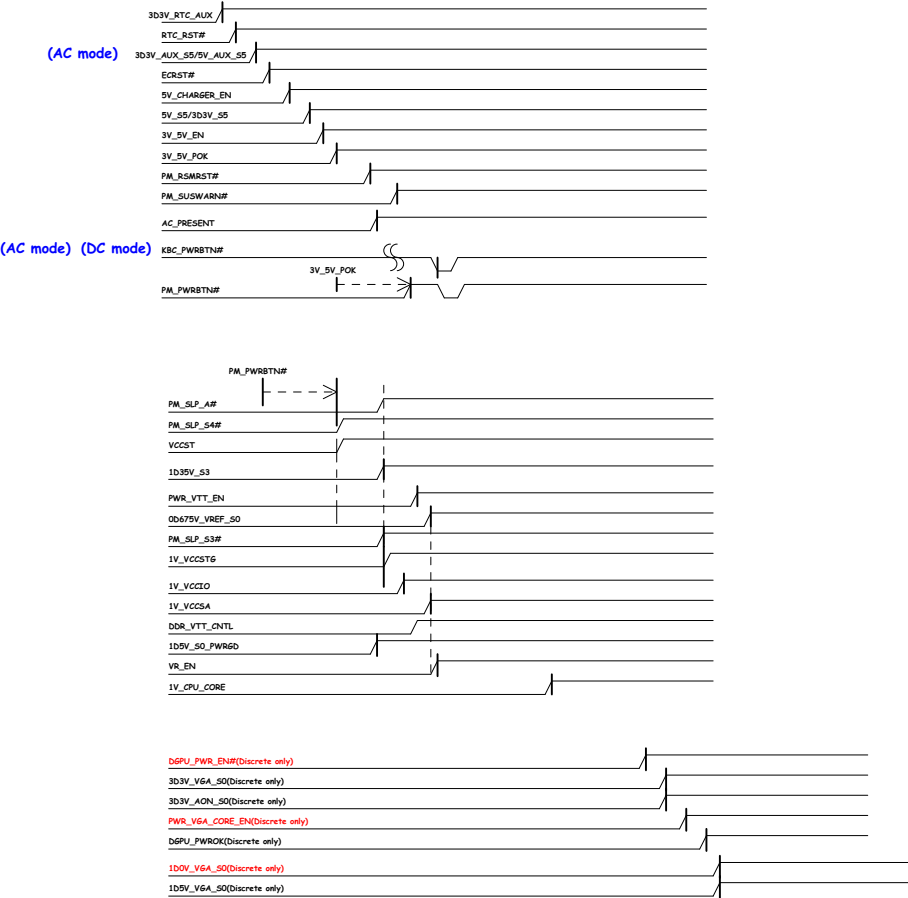 3D3V_RTC_AUX
RTC_RST#
(AC mode) 3D3V_AUX_S5/5V_AUX_S5
ECRST#
5V_CHARGER_EN
5V_S5/3D3V_S5
3V_5V_EN
3V_5V_POK
PM_RSMRST#
PM_SUSWARN#
AC_PRESENT
(AC mode) (DC mode) KBC_PWRBTN#
3V_5V_POK
PM_PWRBTN#
PM_PWRBTN#
PM_SLP_A#
PM_SLP_S4#
VCCST
1D35V_S3
PWR_VTT_EN
0D675V_VREF_S0
PM_SLP_S3#
1V_VCCSTG
1V_VCCIO
1V_VCCSA
DDR_VTT_CNTL
1D5V_S0_PWRGD
VR_EN
1V_CPU_CORE
DGPU_PWR_EN#(Discrete only)
3D3V_VGA_S0(Discrete only)
3D3V_AON_S0(Discrete only)
PWR_VGA_CORE_EN(Discrete only)
DGPU_PWROK(Discrete only)
1D0V_VGA_S0(Discrete only)
1D5V_VGA_S0(Discrete only)